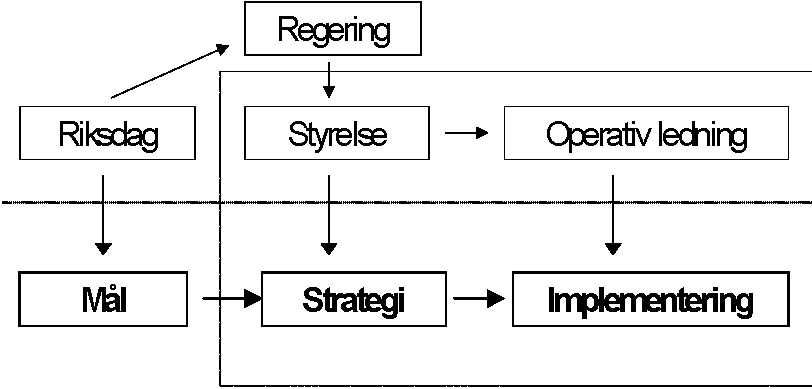 Regering
Riksdag
Styrelse
Operativ ledning
Mål
Strategi
Implementering